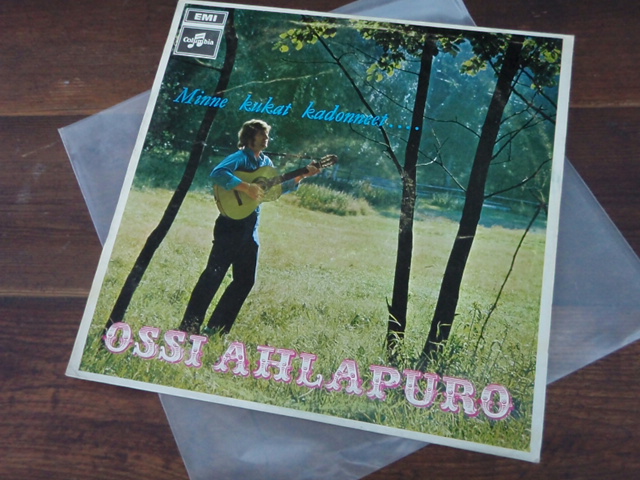 EMI
Columbia
Minne kukat kadonneet.....
OSSI AHLAPURO